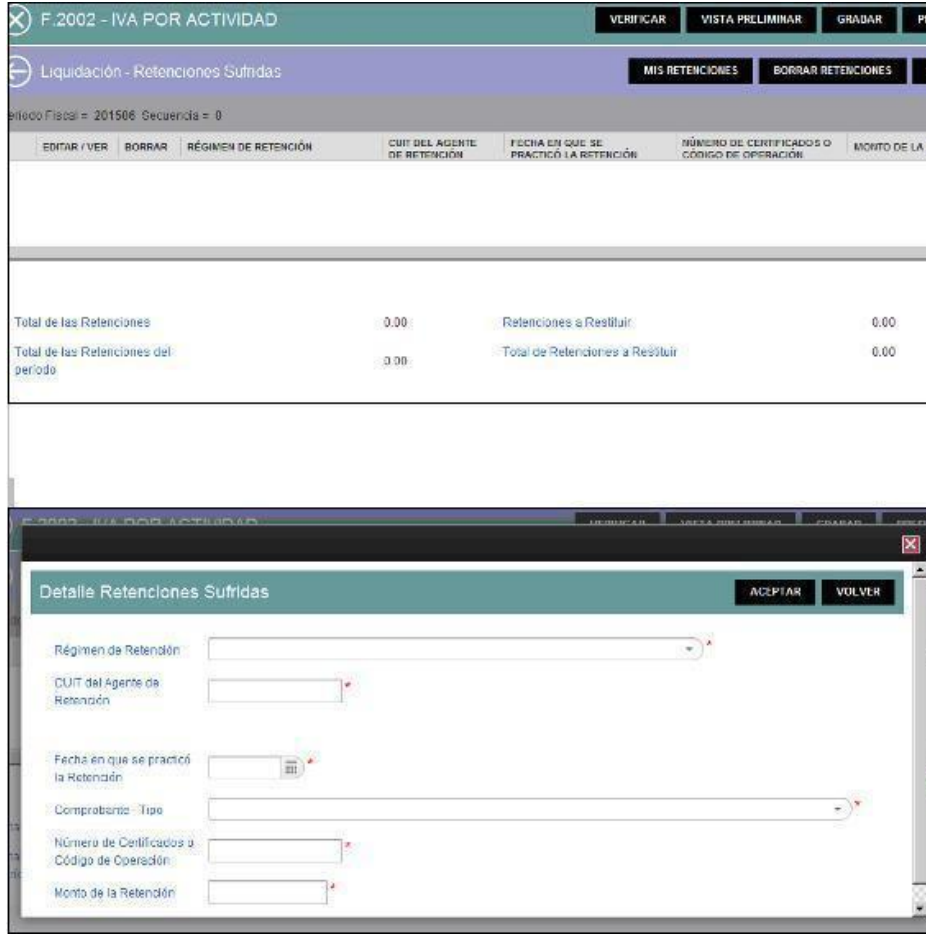 F.2002 - IVA POR ACTIVIDAD VERIFICAR VISTA PRELIMINAR GRABAR
Liquidación - Retenciones Sufridas MIS RETENCIONES BORRAR RETENCIONES
eriodo Fiscal = 201506 Secuencia = 0
EDITAR / VER BORRAR RÉGIMEN DE RETENCIÓN CUIT DEL AGENTE DE RETENCIÓN FECHA EN QUE SE PRACTICÓ LA RETENCIÓN NÚMERO DE CERTIFICADOS O CÓDIGO DE OPERACIÓN MONTO DE LA
Total de las Retenciones 0.00 Retenciones a Restituir 0.00
Total de las Retenciones del período 0.00 Total de Retenciones a Restituir 0.00
Detalle Retenciones Sufridas ACEPTAR VOLVER
Régimen de Retención *
CUIT del Agente de
Retención *
Fecha en que se practicó
la Retención *
Comprobante - Tipo *
Número de Certificados o
Código de Operación *
Monto de la Retención *